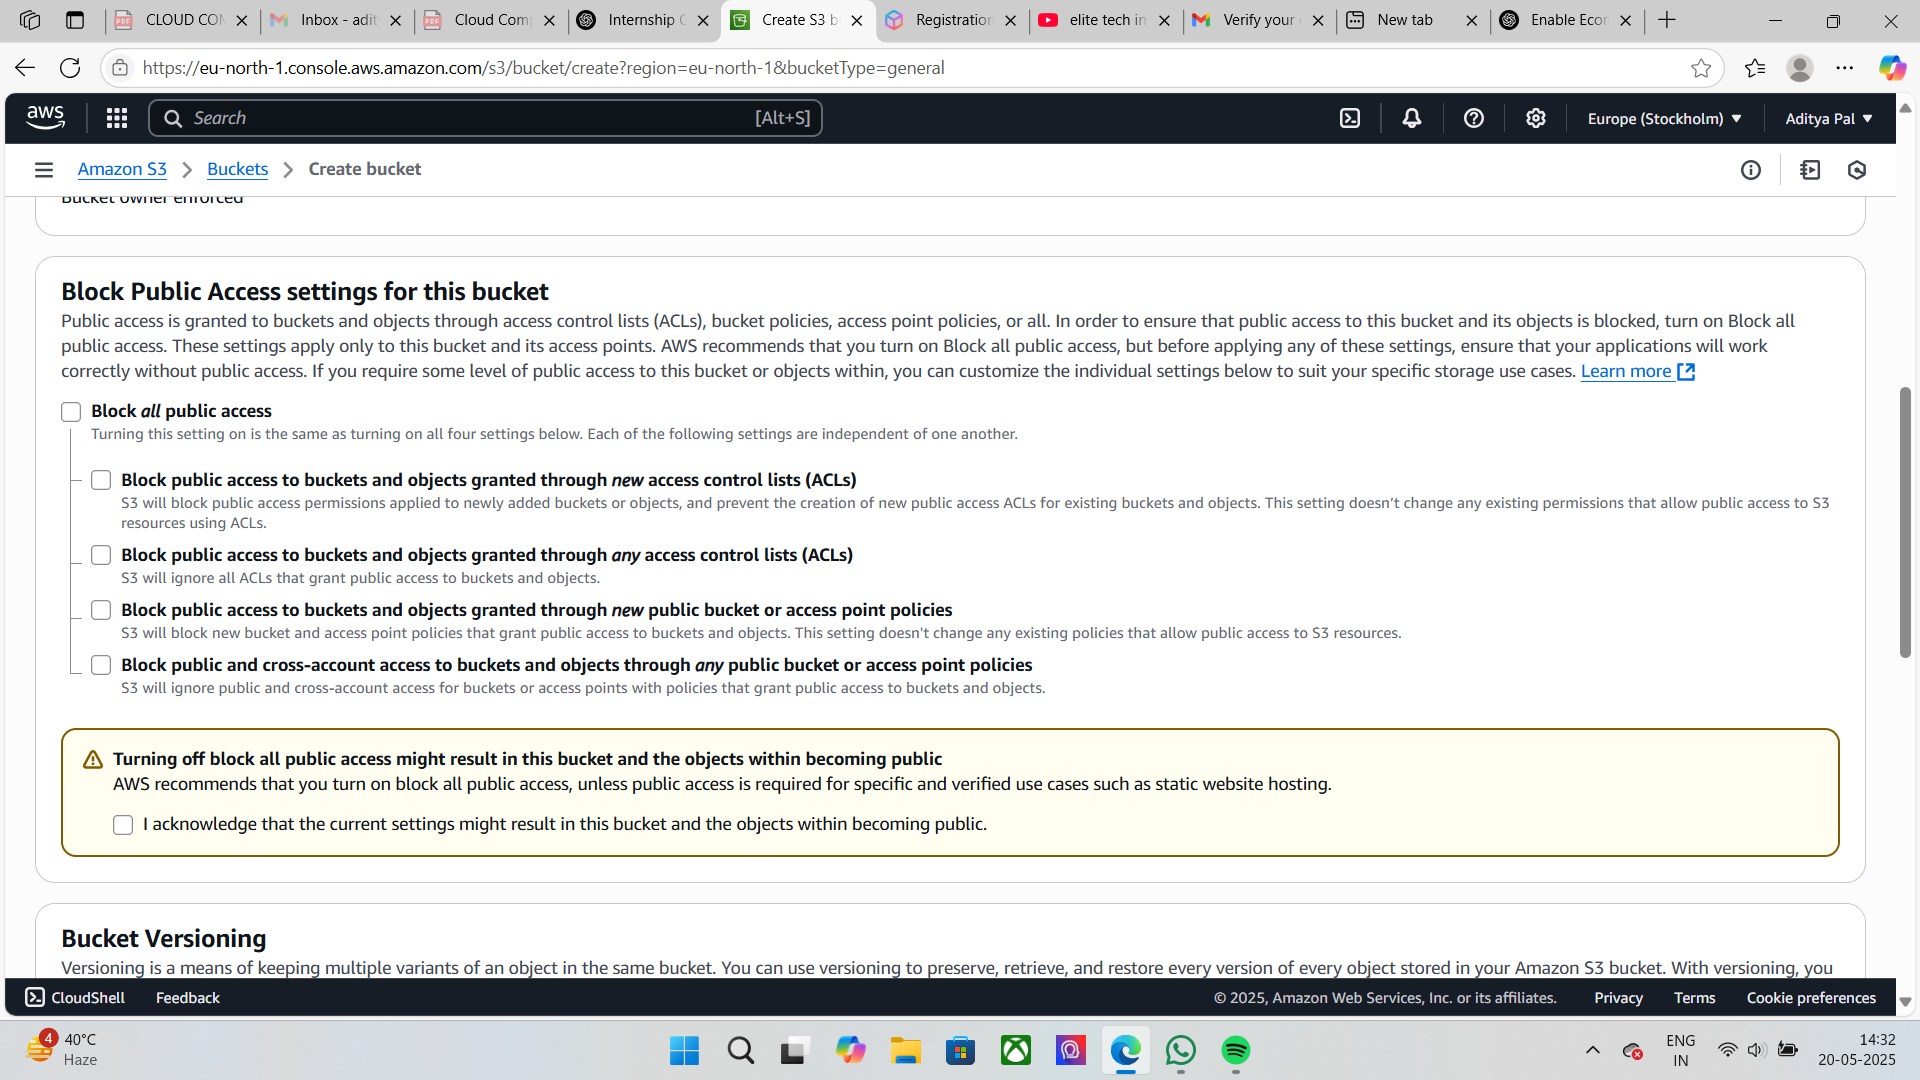 CLOUD CON
Inbox - adit
Cloud Comp
Internship C
Create S3 b
Registration
elite tech in
Verify your
New tab
Enable Econ
https://eu-north-1.console.aws.amazon.com/s3/bucket/create?region=eu-north-1&bucketType=general
aws
Search
[Alt+S]
Europe (Stockholm)
Aditya Pal
Amazon S3
Buckets
Create bucket
Bucket owner enforced
Block Public Access settings for this bucket
Public access is granted to buckets and objects through access control lists (ACLs), bucket policies, access point policies, or all. In order to ensure that public access to this bucket and its objects is blocked, turn on Block all
public access. These settings apply only to this bucket and its access points. AWS recommends that you turn on Block all public access, but before applying any of these settings, ensure that your applications will work
correctly without public access. If you require some level of public access to this bucket or objects within, you can customize the individual settings below to suit your specific storage use cases. Learn more
Block all public access
Turning this setting on is the same as turning on all four settings below. Each of the following settings are independent of one another.
Block public access to buckets and objects granted through new access control lists (ACLs)
S3 will block public access permissions applied to newly added buckets or objects, and prevent the creation of new public access ACLs for existing buckets and objects. This setting doesn't change any existing permissions that allow public access to S3
resources using ACLs.
Block public access to buckets and objects granted through any access control lists (ACLs)
S3 will ignore all ACLs that grant public access to buckets and objects.
Block public access to buckets and objects granted through new public bucket or access point policies
S3 will block new bucket and access point policies that grant public access to buckets and objects. This setting doesn't change any existing policies that allow public access to S3 resources.
Block public and cross-account access to buckets and objects through any public bucket or access point policies
S3 will ignore public and cross-account access for buckets or access points with policies that grant public access to buckets and objects.
Turning off block all public access might result in this bucket and the objects within becoming public
AWS recommends that you turn on block all public access, unless public access is required for specific and verified use cases such as static website hosting.
I acknowledge that the current settings might result in this bucket and the objects within becoming public.
Bucket Versioning
Versioning is a means of keeping multiple variants of an object in the same bucket. You can use versioning to preserve, retrieve, and restore every version of every object stored in your Amazon S3 bucket. With versioning, you
CloudShell
Feedback
© 2025, Amazon Web Services, Inc. or its affiliates.
Privacy
Terms
Cookie preferences
4
40°C
Haze
ENG
IN
14:32
20-05-2025